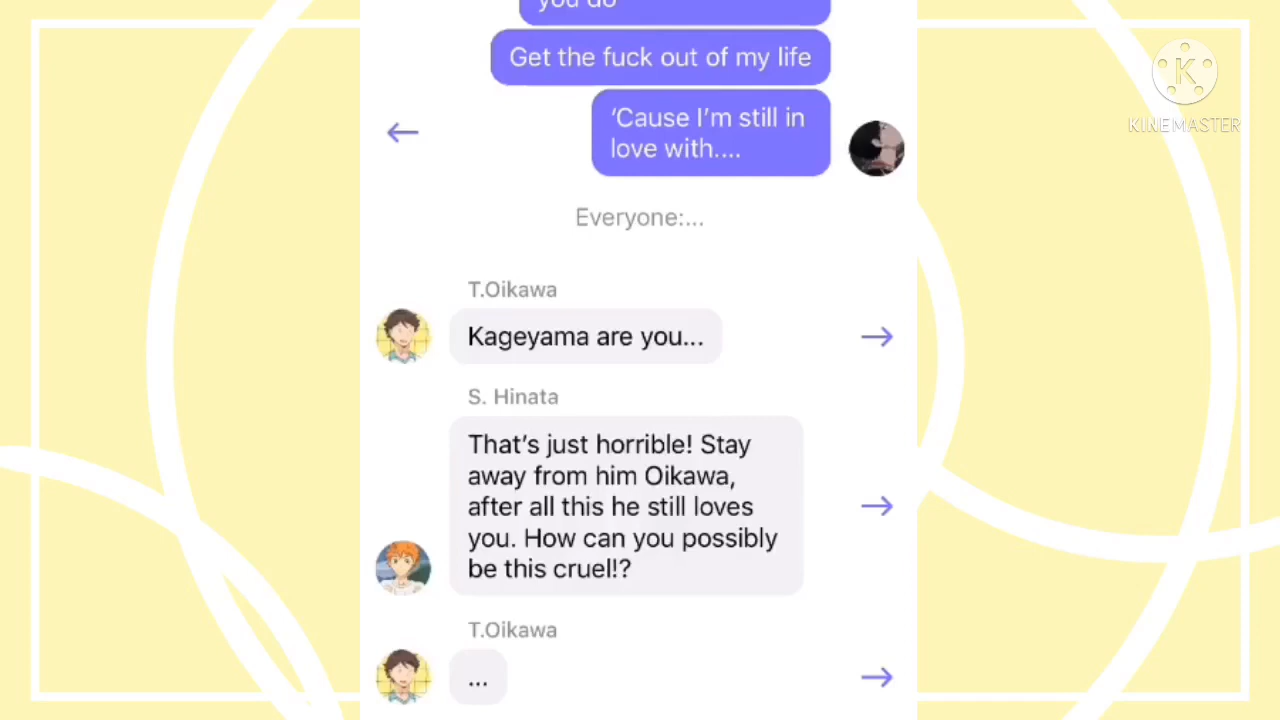 you do
Get the fuck out of my life
'Cause I'm still in
love with....
KINEMASTER
Everyone:...
T.Oikawa
Kageyama are you...
S. Hinata
That's just horrible! Stay
away from him Oikawa,
after all this he still loves
you. How can you possibly
be this cruel!?
T.Oikawa
...